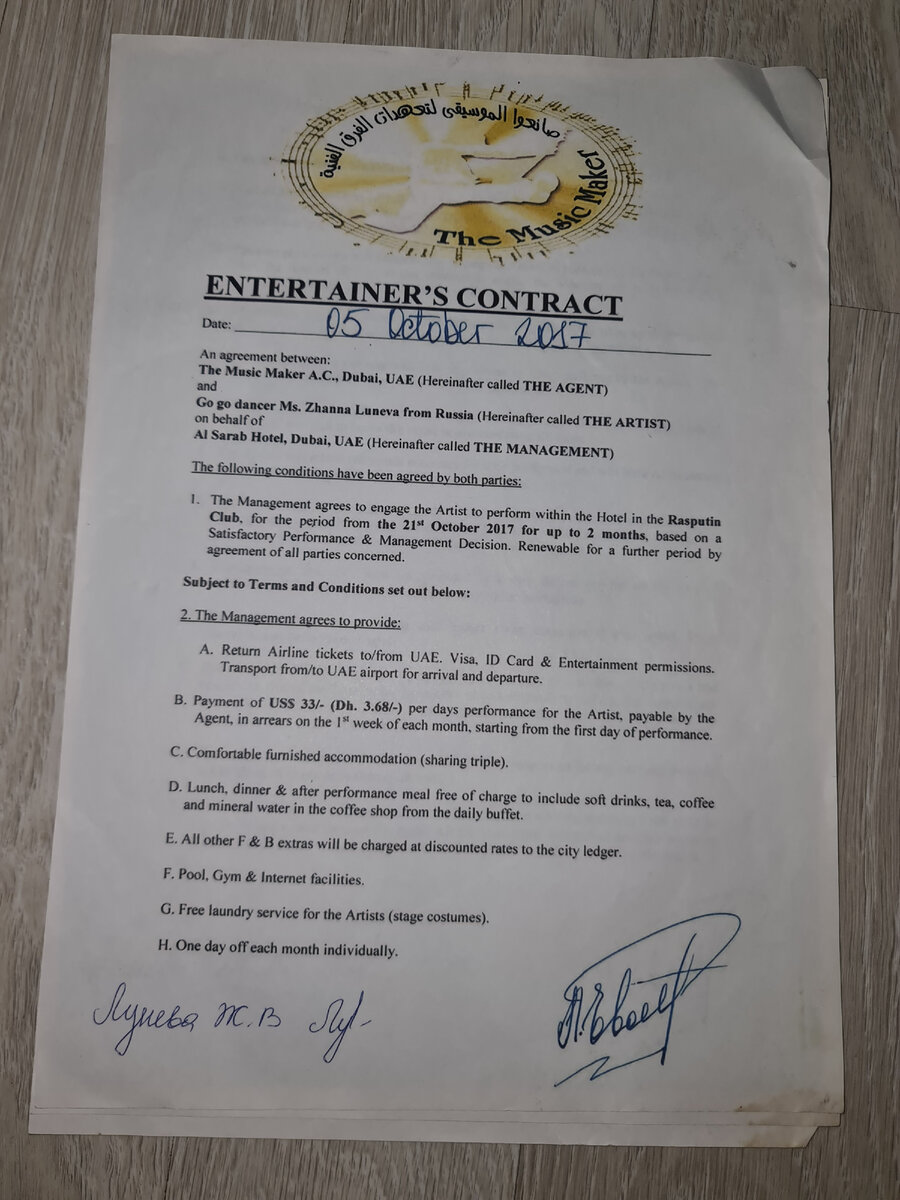 صانعوا الموسيقى لتعهدات الفرق الفنية
The Music Maker
ENTERTAINER'S CONTRACT
Date: 05 October 2017
An agreement between:
The Music Maker A.C., Dubai, UAE (Hereinafter called THE AGENT)
and
Go go dancer Ms. Zhanna Luneva from Russia (Hereinafter called THE ARTIST)
on behalf of
Al Sarab Hotel, Dubai, UAE (Hereinafter called THE MANAGEMENT)
The following conditions have been agreed by both parties:
1. The Management agrees to engage the Artist to perform within the Hotel in the Rasputin
Club, for the period from the 21st October 2017 for up to 2 months, based on a
Satisfactory Performance & Management Decision. Renewable for a further period by
agreement of all parties concerned.
Subject to Terms and Conditions set out below:
2. The Management agrees to provide:
A. Return Airline tickets to/from UAE. Visa, ID Card & Entertainment permissions.
Transport from/to UAE airport for arrival and departure.
B. Payment of US$ 33/- (Dh. 3.68/-) per days performance for the Artist, payable by the
Agent, in arrears on the 1st week of each month, starting from the first day of performance.
C. Comfortable furnished accommodation (sharing triple).
D. Lunch, dinner & after performance meal free of charge to include soft drinks, tea, coffee
and mineral water in the coffee shop from the daily buffet.
E. All other F & B extras will be charged at discounted rates to the city ledger.
F. Pool, Gym & Internet facilities.
G. Free laundry service for the Artists (stage costumes).
H. One day off each month individually.
Лунева Ж.В